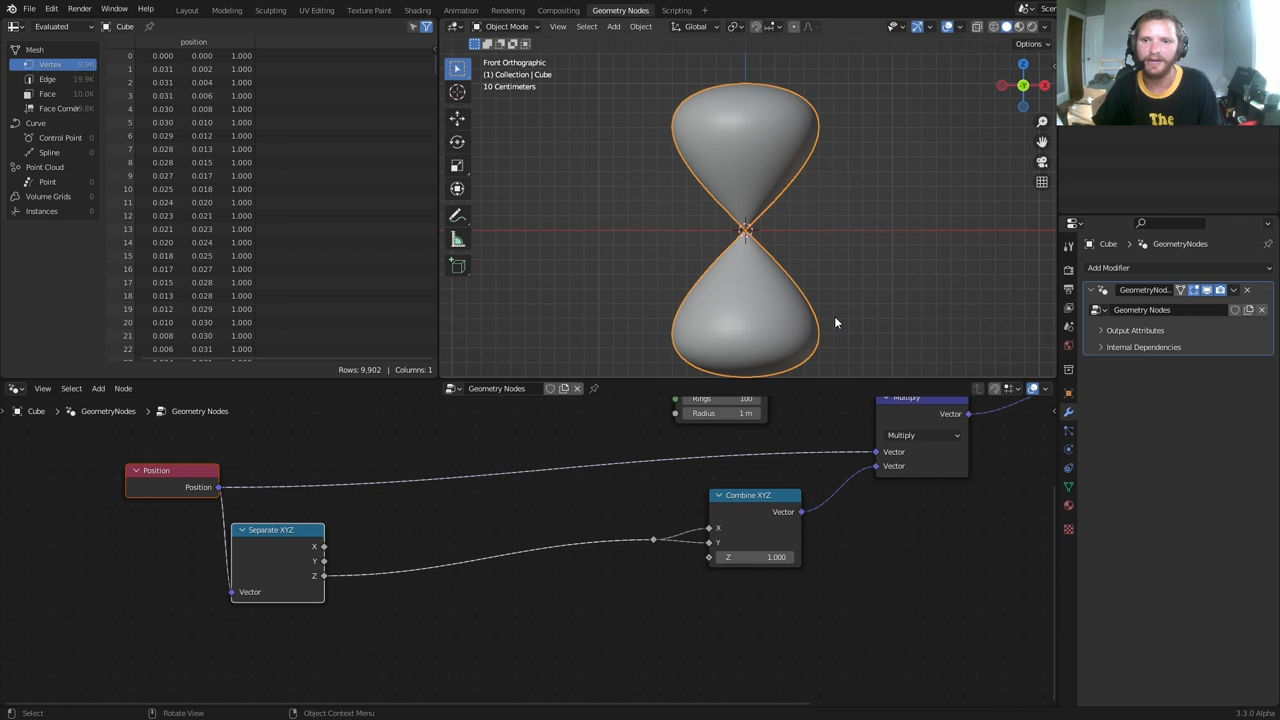 File Edit Render Window Help Layout Modeling Sculpting UV Editing Texture Paint Shading Animation Rendering Compositing Geometry Nodes Scripting Scen
Evaluated Cube
Object Mode View Select Add Object Global
Options
position
Mesh
Vertex 9.9K
Edge 19.9K
Face 10.0K
Face Corner
Curve
Control Point 0
Spline 0
Point Cloud
Point 0
Volume Grids 0
Instances 0
0 0.000 0.000 1.000
1 0.031 0.002 1.000
2 0.031 0.004 1.000
3 0.031 0.006 1.000
4 0.030 0.008 1.000
5 0.030 0.010 1.000
6 0.029 0.012 1.000
7 0.028 0.013 1.000
8 0.028 0.015 1.000
9 0.027 0.017 1.000
10 0.025 0.018 1.000
11 0.024 0.020 1.000
12 0.023 0.021 1.000
13 0.021 0.023 1.000
14 0.020 0.024 1.000
15 0.018 0.025 1.000
16 0.017 0.027 1.000
17 0.015 0.028 1.000
18 0.013 0.028 1.000
19 0.012 0.029 1.000
20 0.010 0.030 1.000
21 0.008 0.030 1.000
22 0.006 0.031 1.000
Rows: 9,902 | Columns: 1
Front Orthographic
(1) Collection | Cube
10 Centimeters
Z
X
Y
The
Cube GeometryNodes
Add Modifier
GeometryNod...
Geometry Nodes
Output Attributes
Internal Dependencies
View Select Add Node Geometry Nodes
Cube GeometryNodes Geometry Nodes
Rings 100
Radius 1 m
Multiply
Vector
Multiply
Vector
Vector
Position
Position
Separate XYZ
X
Y
Z
Vector
Combine XYZ
Vector
X
Y
Z 1.000
Select Rotate View Object Context Menu 3.3.0 Alpha